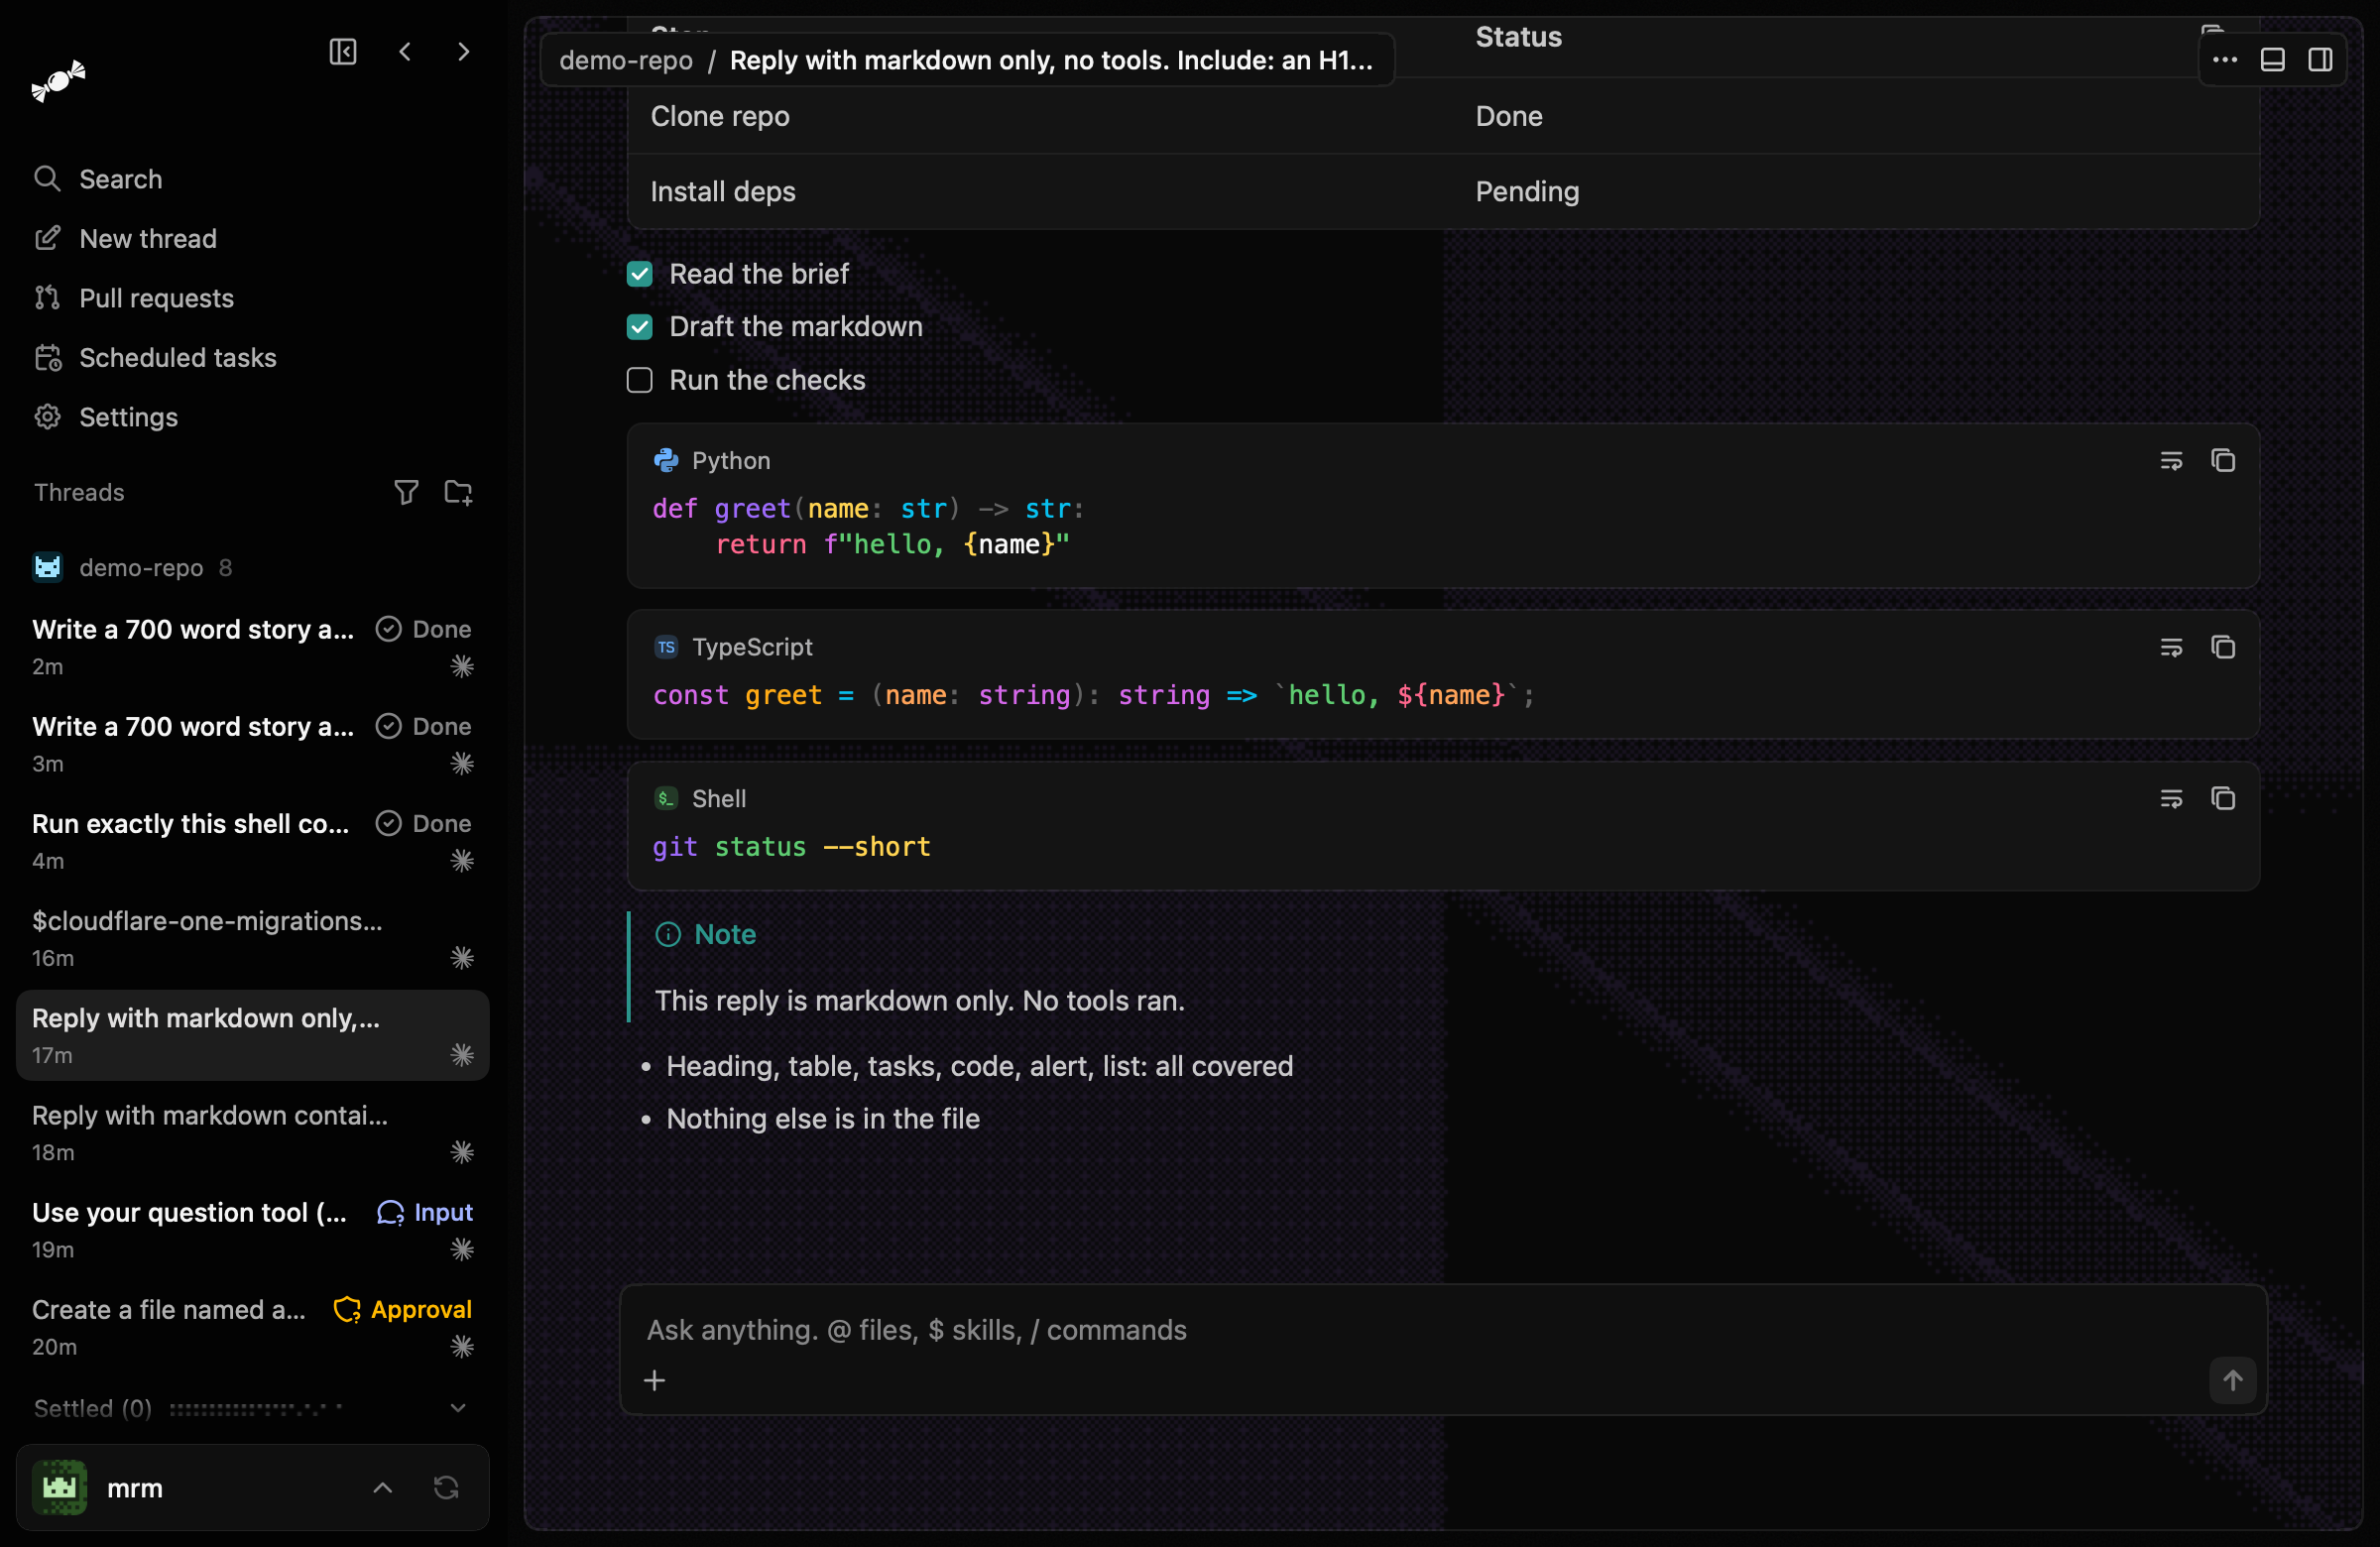 Search
New thread
Pull requests
Scheduled tasks
Settings
Threads
demo-repo 8
Write a 700 word story a... Done
2m
Write a 700 word story a... Done
3m
Run exactly this shell co... Done
4m
$cloudflare-one-migrations...
16m
Reply with markdown only,...
17m
Reply with markdown contai...
18m
Use your question tool (... Input
19m
Create a file named a... Approval
20m
Settled (0)
mrm
demo-repo / Reply with markdown only, no tools. Include: an H1...
Status
Clone repo Done
Install deps Pending
Read the brief
Draft the markdown
Run the checks
Python
def greet(name: str) -> str:
    return f"hello, {name}"
TS TypeScript
const greet = (name: string): string => `hello, ${name}`;
$_ Shell
git status --short
Note
This reply is markdown only. No tools ran.
• Heading, table, tasks, code, alert, list: all covered
• Nothing else is in the file
Ask anything. @ files, $ skills, / commands